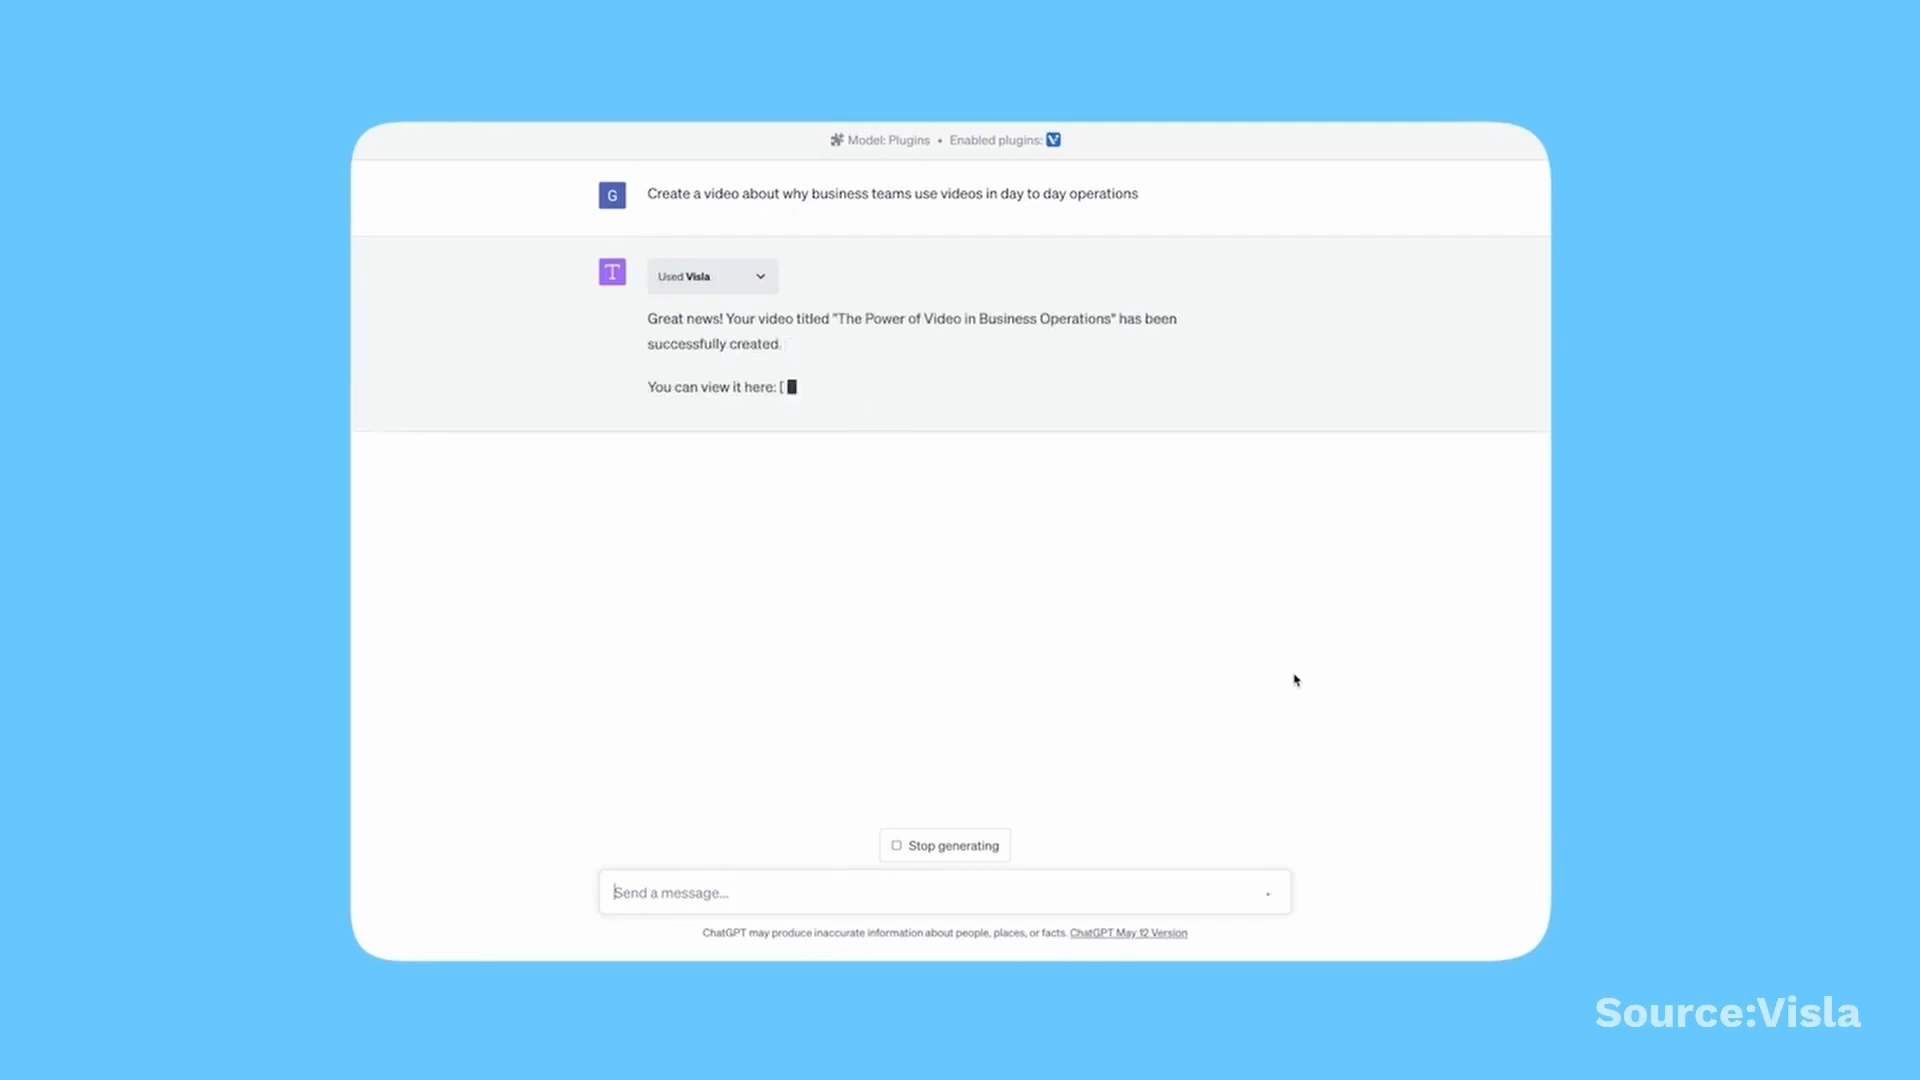 Model: Plugins • Enabled plugins:
G
Create a video about why business teams use videos in day to day operations
T
Used Visla
Great news! Your video titled "The Power of Video in Business Operations" has been
successfully created.
You can view it here: [
Stop generating
Send a message...
ChatGPT may produce inaccurate information about people, places, or facts. ChatGPT May 12 Version
Source:Visla